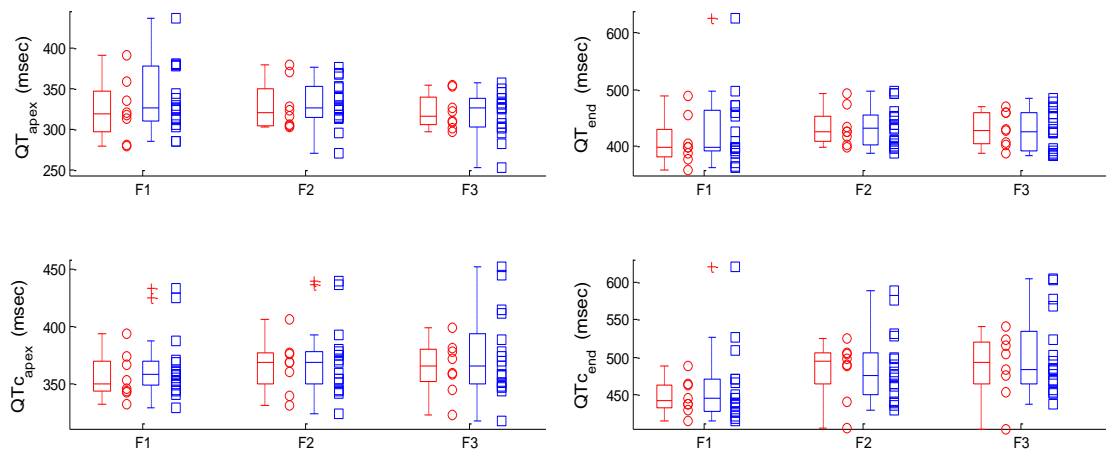 QTapex (msec)
400
350
300
250
F1 F2 F3
QTend (msec)
600
500
400
F1 F2 F3
QTcapex (msec)
450
400
350
F1 F2 F3
QTcend (msec)
600
550
500
450
F1 F2 F3